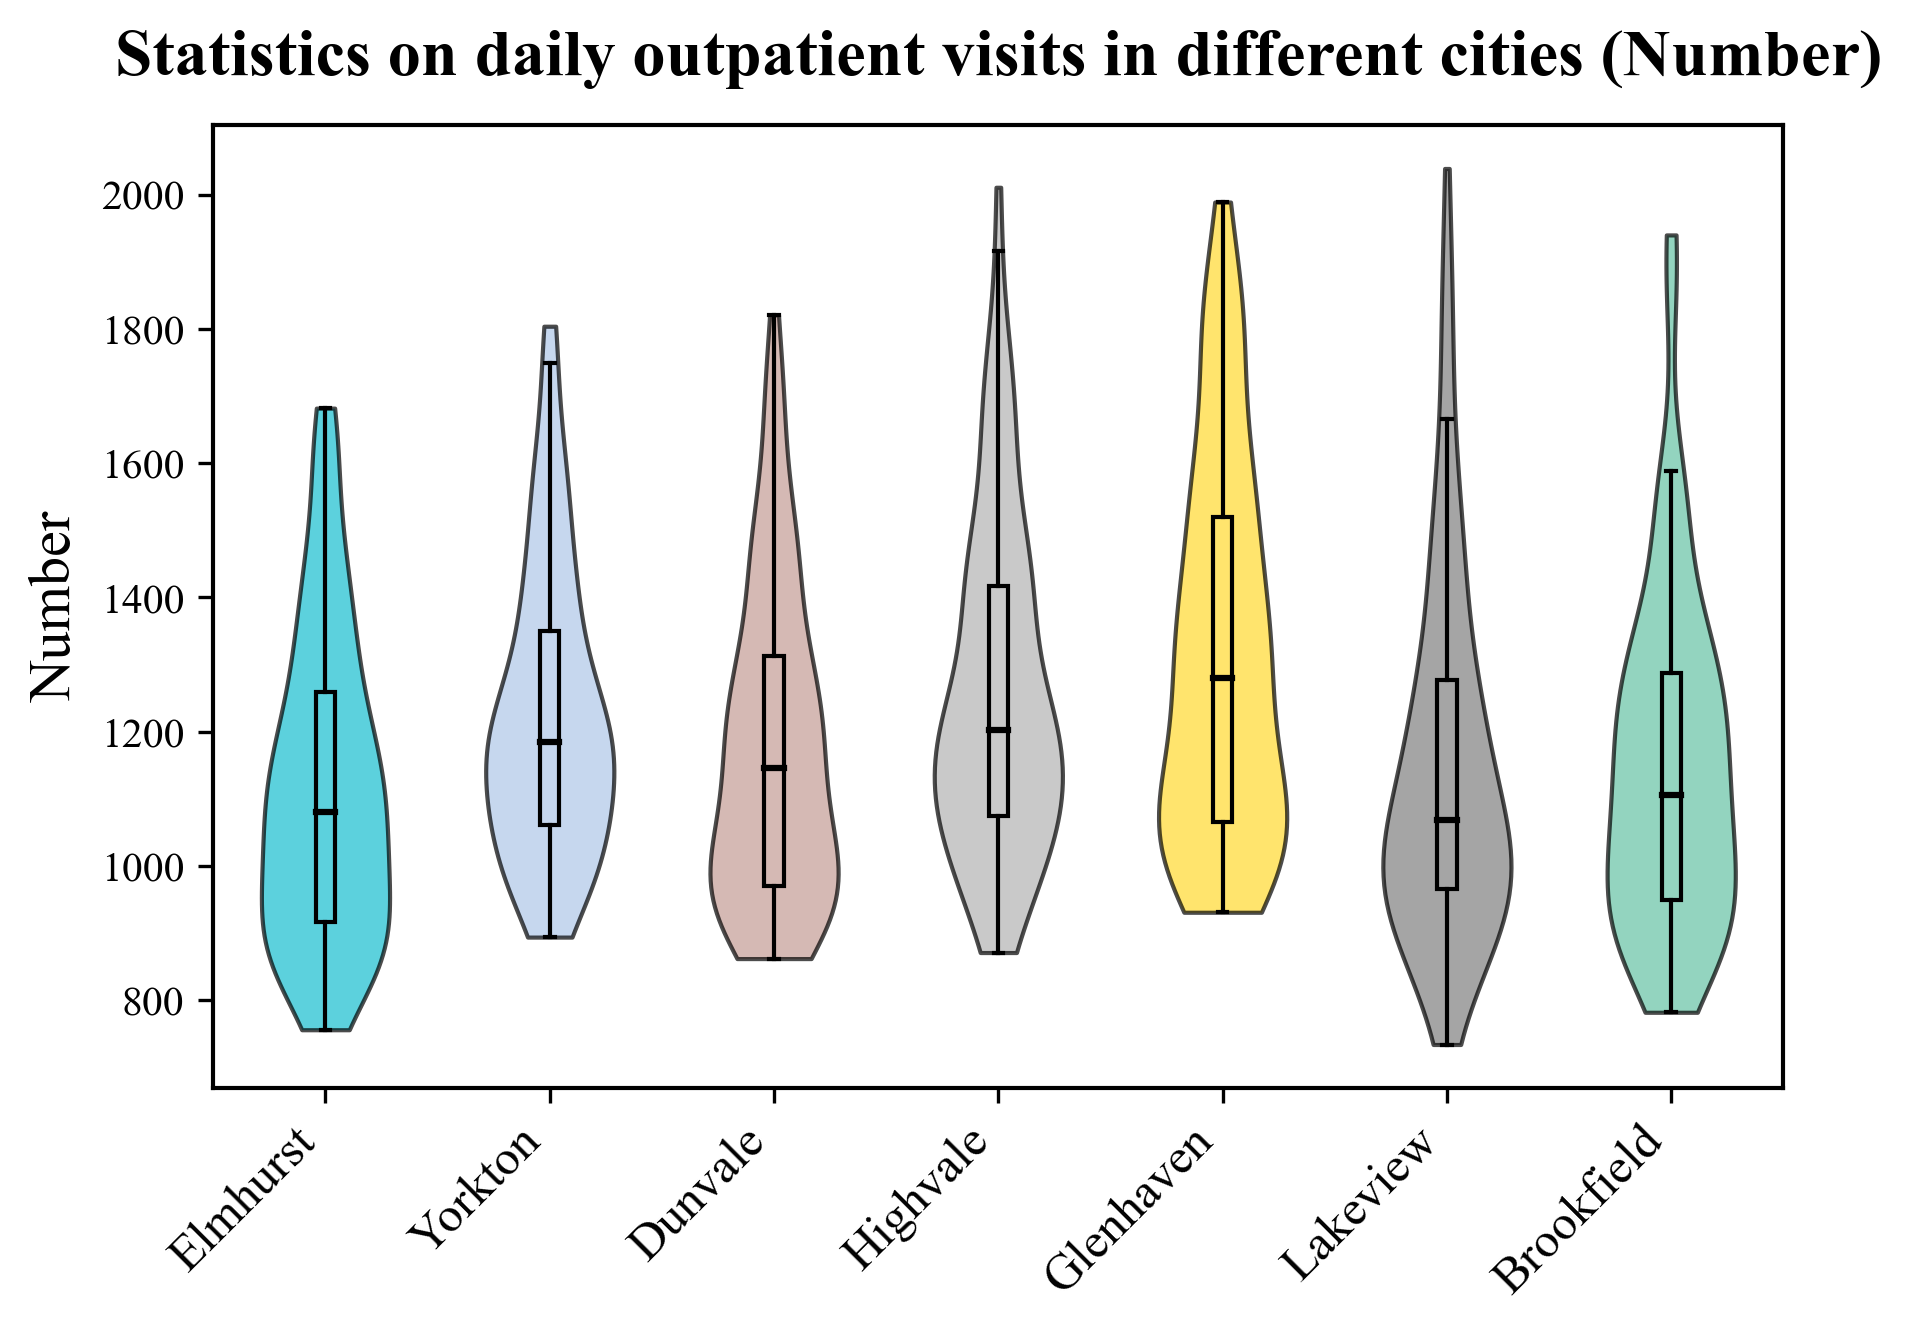 Statistics on daily outpatient visits in different cities (Number)
Number
2000
1800
1600
1400
1200
1000
800
Elmhurst
Yorkton
Dunvale
Highvale
Glenhaven
Lakeview
Brookfield